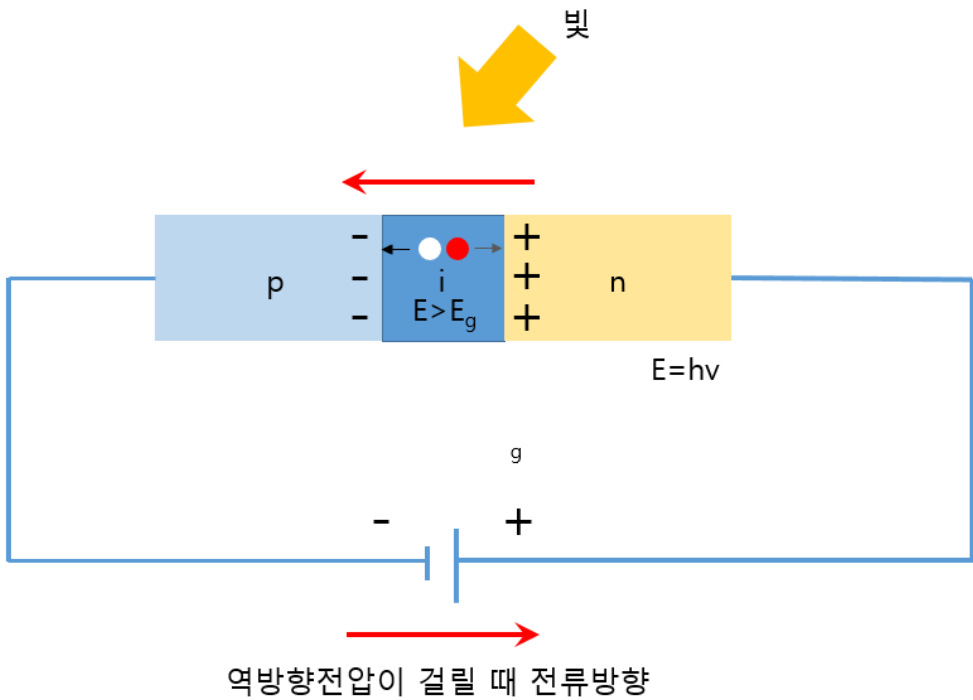 빛
- +
p - i + n
- E>Eg +
E=hv
g
- +
역방향전압이 걸릴 때 전류방향